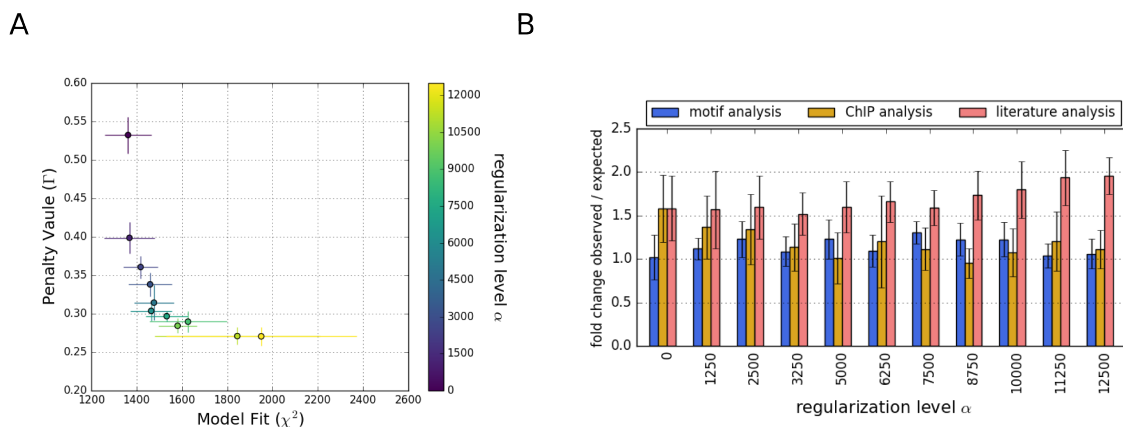 A
B
0.60
0.55
0.50
0.45
0.40
0.35
0.30
0.25
0.20
Penalty Vaule (Γ)
1200 1400 1600 1800 2000 2200 2400 2600
Model Fit (χ²)
12000
10500
9000
7500
6000
4500
3000
1500
0
regularization level α
motif analysis ChIP analysis literature analysis
2.5
2.0
1.5
1.0
0.5
0.0
fold change observed / expected
0 1250 2500 3250 5000 6250 7500 8750 10000 11250 12500
regularization level α